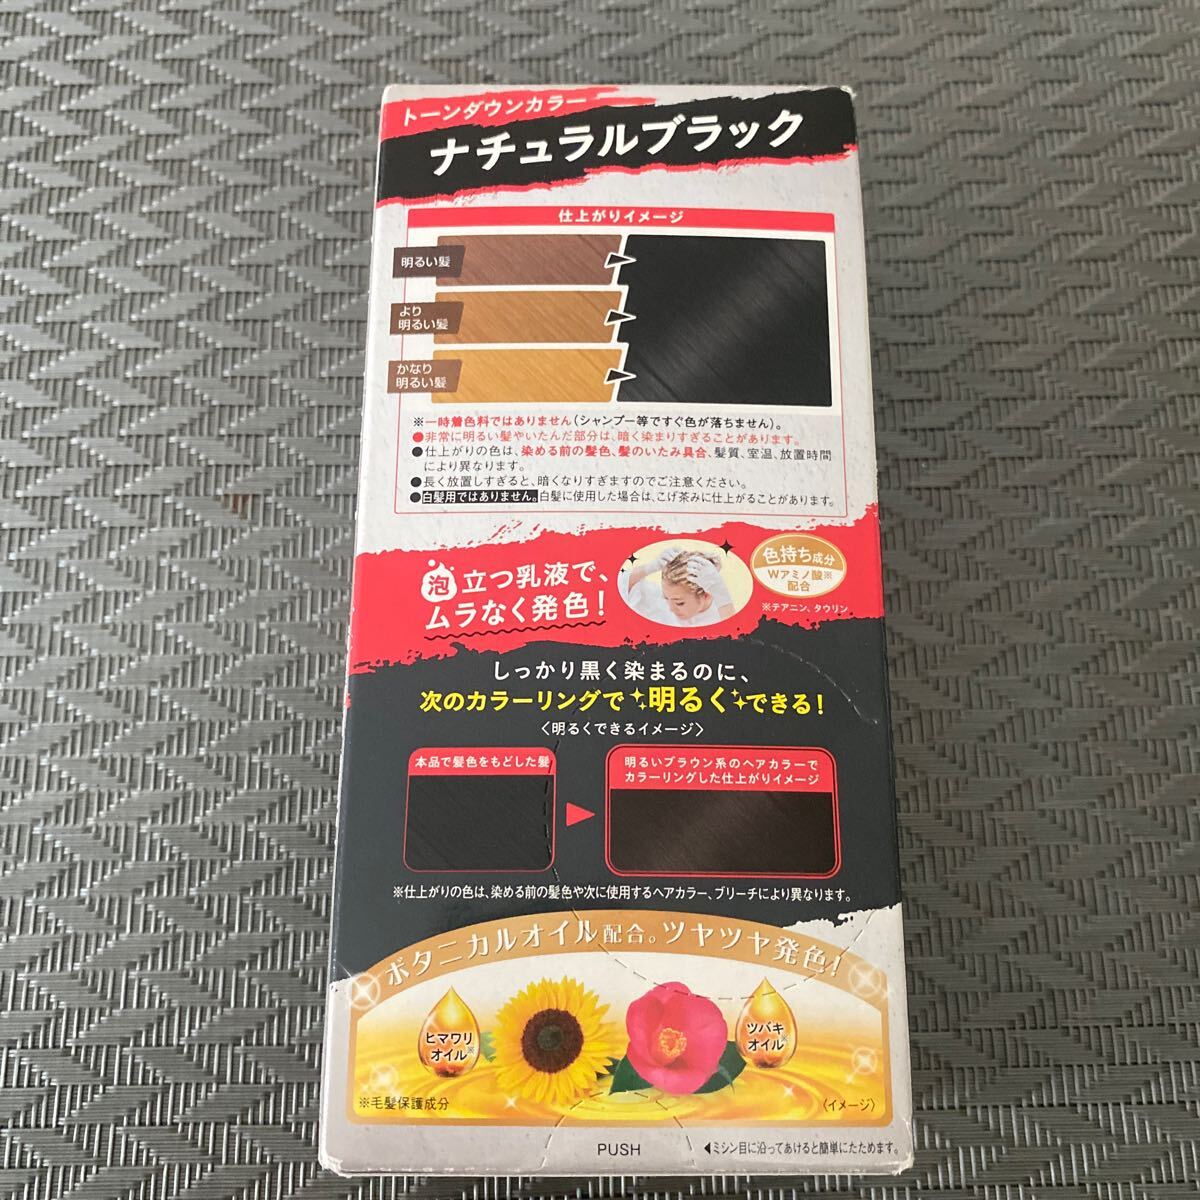 トーンダウンカラー
ナチュラルブラック
仕上がりイメージ
明るい髪
より
明るい髪
かなり
明るい髪
※一時着色料ではありません(シャンプー等ですぐ色が落ちません)。
●非常に明るい髪やいたんだ部分は、暗く染まりすぎることがあります。
●仕上がりの色は、染める前の髪色、髪のいたみ具合、髪質、室温、放置時間
により異なります。
●長く放置しすぎると、暗くなりすぎますのでご注意ください。
●白髪用ではありません。白髪に使用した場合は、こげ茶みに仕上がることがあります。
泡立つ乳液で、
ムラなく発色!
色持ち成分
Wアミノ酸※
配合
※テアニン、タウリン
しっかり黒く染まるのに、
次のカラーリングで明るくできる!
〈明るくできるイメージ〉
本品で髪色をもどした髪
明るいブラウン系のヘアカラーで
カラーリングした仕上がりイメージ
※仕上がりの色は、染める前の髪色や次に使用するヘアカラー、ブリーチにより異なります。
ボタニカルオイル配合。ツヤツヤ発色!
ヒマワリ
オイル※
ツバキ
オイル※
※毛髪保護成分
〈イメージ〉
PUSH
◀ミシン目に沿ってあけると簡単にたためます。